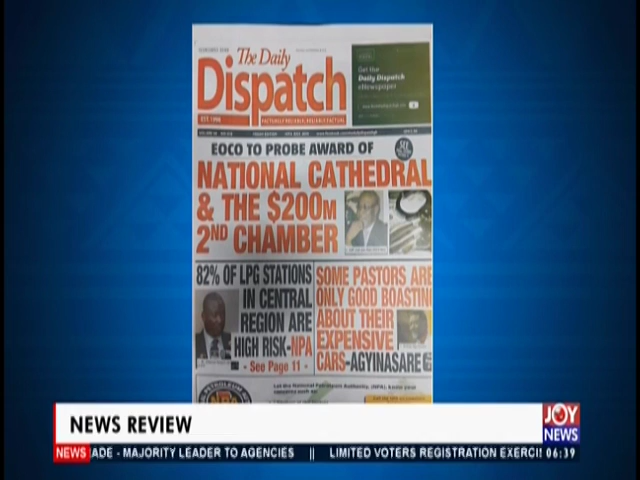 The Daily
Dispatch
EST. 1996
Get the
Daily Dispatch
eNewspaper
EOCO TO PROBE AWARD OF
NATIONAL CATHEDRAL
& THE $200M
2ND CHAMBER
82% OF LPG STATIONS
IN CENTRAL
REGION ARE
HIGH RISK-NPA
- See Page 11 -
SOME PASTORS ARE
ONLY GOOD BOASTIN
ABOUT THEIR
EXPENSIVE
CARS-AGYINASARE
NEWS REVIEW
JOY
NEWS
NEWS ADE - MAJORITY LEADER TO AGENCIES || LIMITED VOTERS REGISTRATION EXERCI 06:39